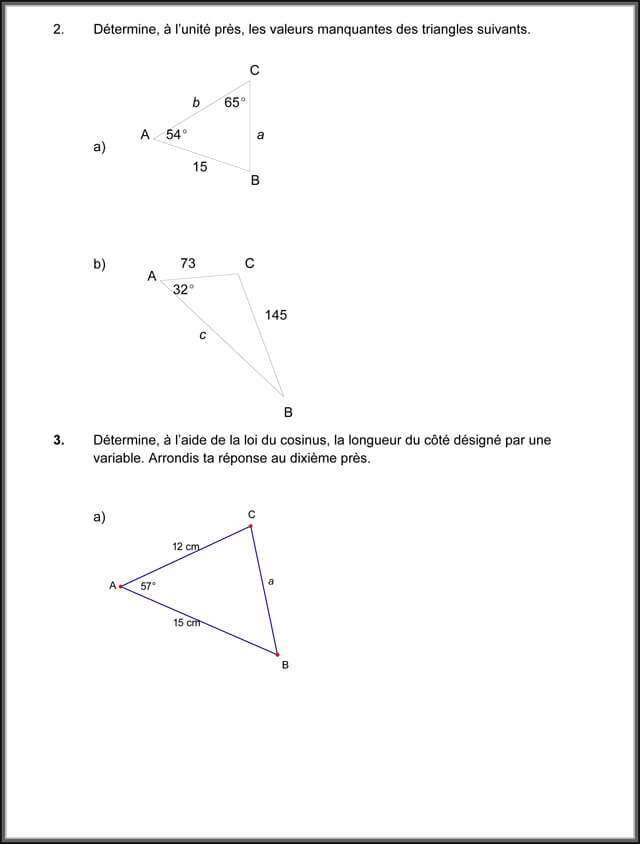 2. Détermine, à l'unité près, les valeurs manquantes des triangles suivants.
C
b 65°
A 54° a
a)
15
B
b) 73 C
A
32°
145
c
B
3. Détermine, à l'aide de la loi du cosinus, la longueur du côté désigné par une
variable. Arrondis ta réponse au dixième près.
a) C
12 cm
A 57° a
15 cm
B